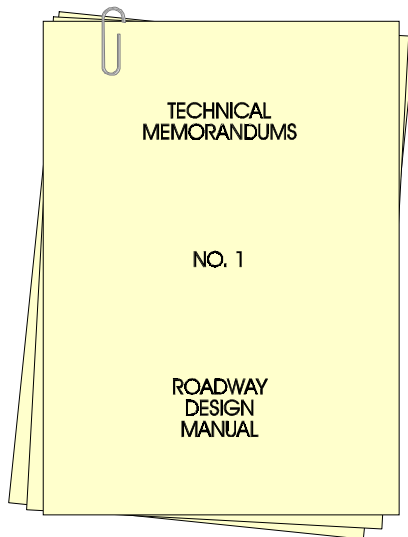 TECHNICAL
MEMORANDUMS
NO. 1
ROADWAY
DESIGN
MANUAL